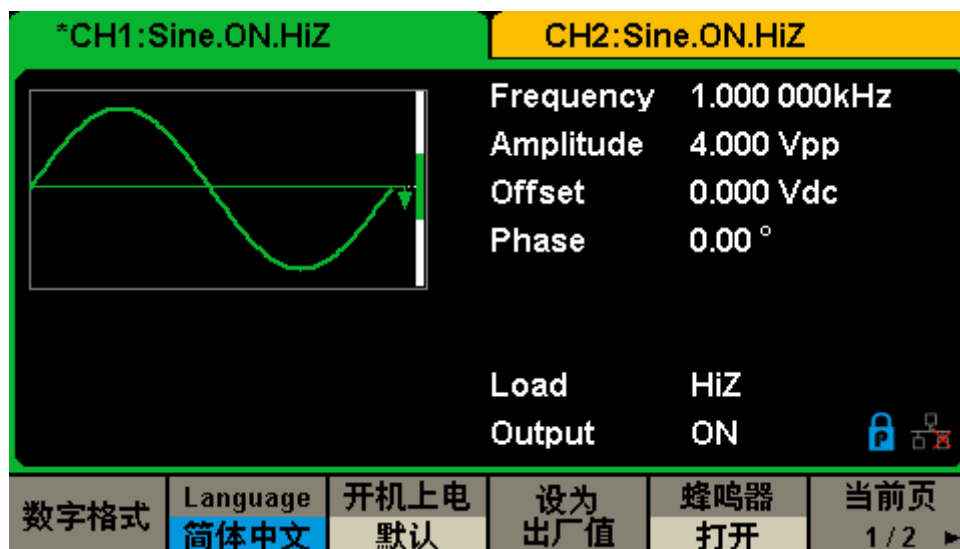 *CH1:Sine.ON.HiZ CH2:Sine.ON.HiZ
Frequency 1.000 000kHz
Amplitude 4.000 Vpp
Offset 0.000 Vdc
Phase 0.00 °
Load HiZ
Output ON
P
数字格式
Language
简体中文
开机上电
默认
设为
出厂值
蜂鸣器
打开
当前页
1/2 ►